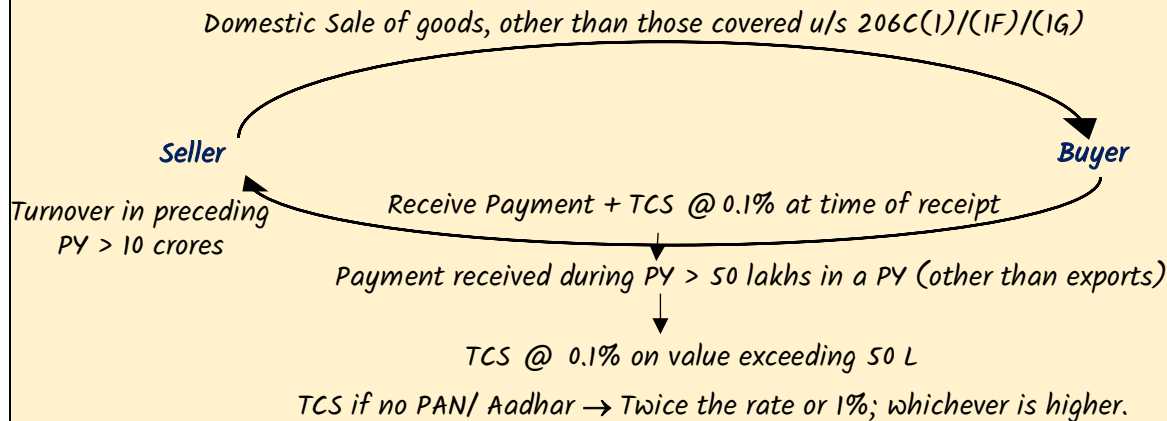 Domestic Sale of goods, other than those covered u/s 206C(1)/(1F)/(1G)
Seller
Buyer
Turnover in preceding
PY > 10 crores
Receive Payment + TCS @ 0.1% at time of receipt
Payment received during PY > 50 lakhs in a PY (other than exports)
TCS @ 0.1% on value exceeding 50 L
TCS if no PAN/ Aadhar → Twice the rate or 1%; whichever is higher.